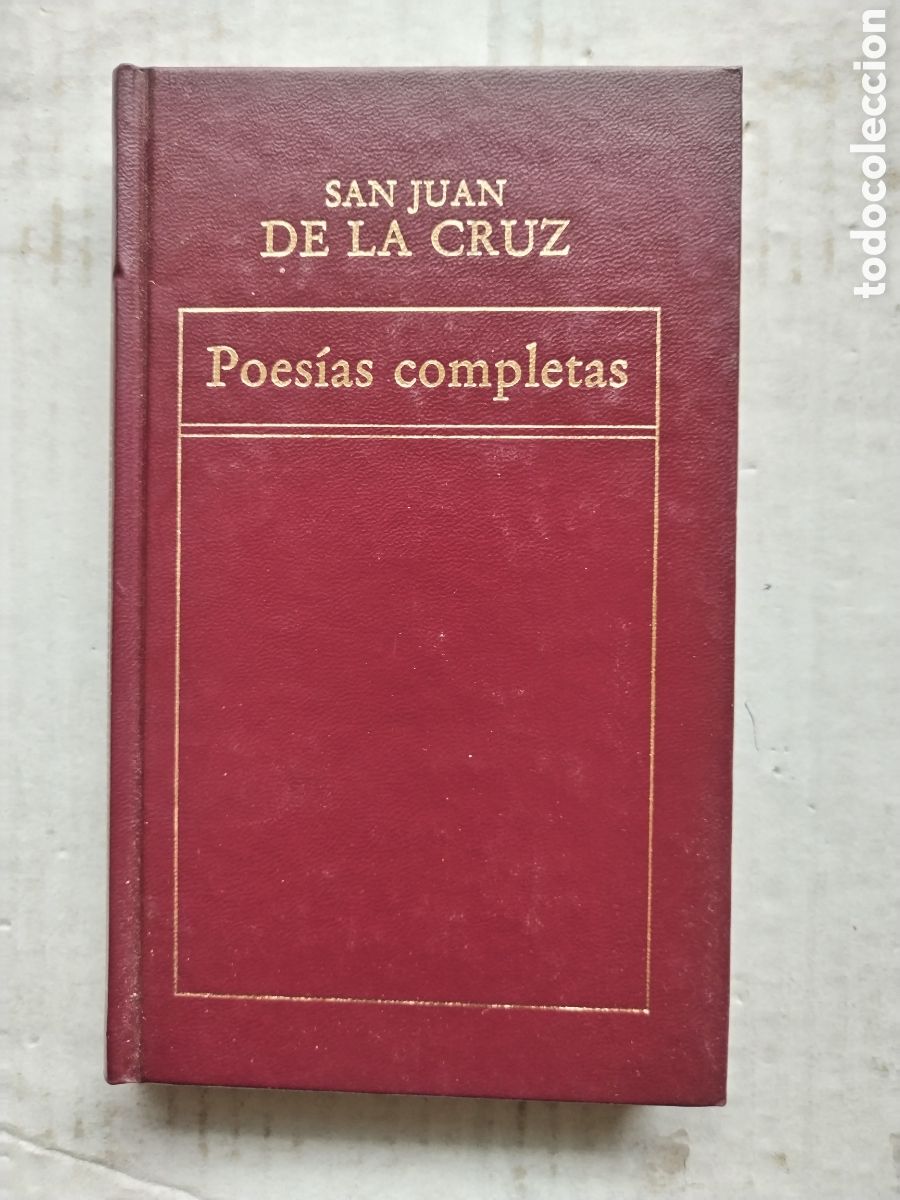 SAN JUAN
DE LA CRUZ
Poesías completas
todocoleccion